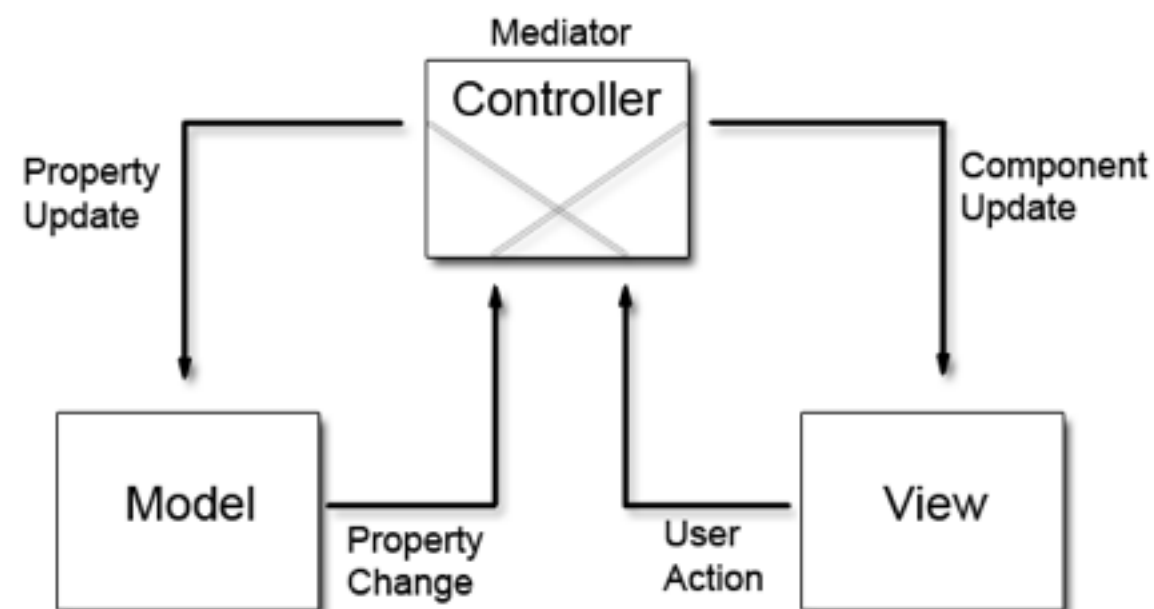 Mediator
Controller
Property
Update
Component
Update
Model
View
Property
Change
User
Action